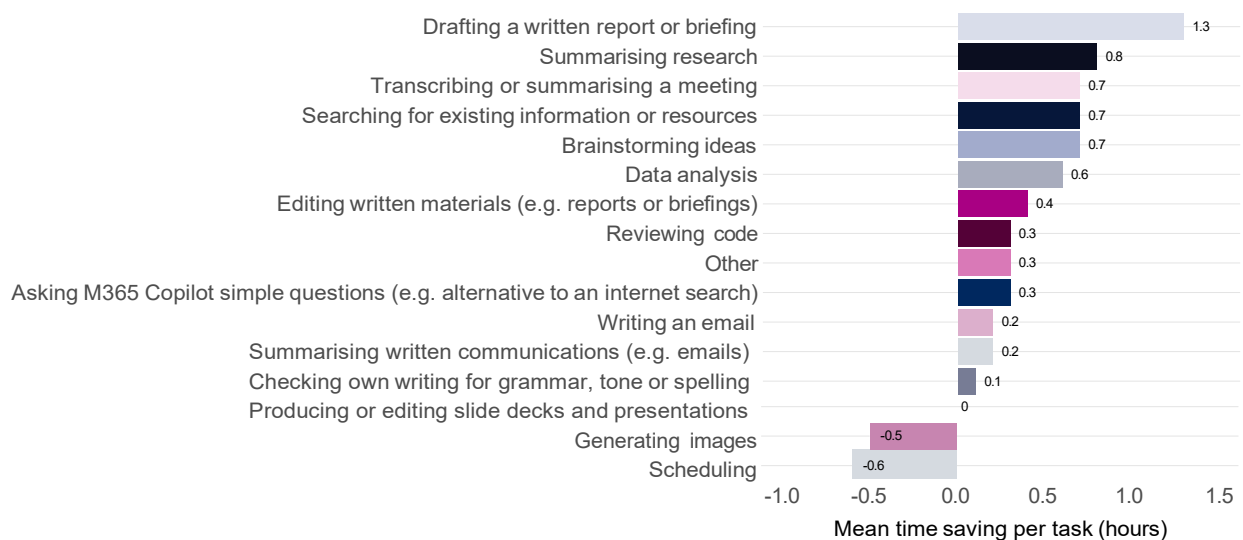 Drafting a written report or briefing 1.3
Summarising research 0.8
Transcribing or summarising a meeting 0.7
Searching for existing information or resources 0.7
Brainstorming ideas 0.7
Data analysis 0.6
Editing written materials (e.g. reports or briefings) 0.4
Reviewing code 0.3
Other 0.3
Asking M365 Copilot simple questions (e.g. alternative to an internet search) 0.3
Writing an email 0.2
Summarising written communications (e.g. emails) 0.2
Checking own writing for grammar, tone or spelling 0.1
Producing or editing slide decks and presentations 0
Generating images -0.5
Scheduling -0.6
-1.0 -0.5 0.0 0.5 1.0 1.5
Mean time saving per task (hours)